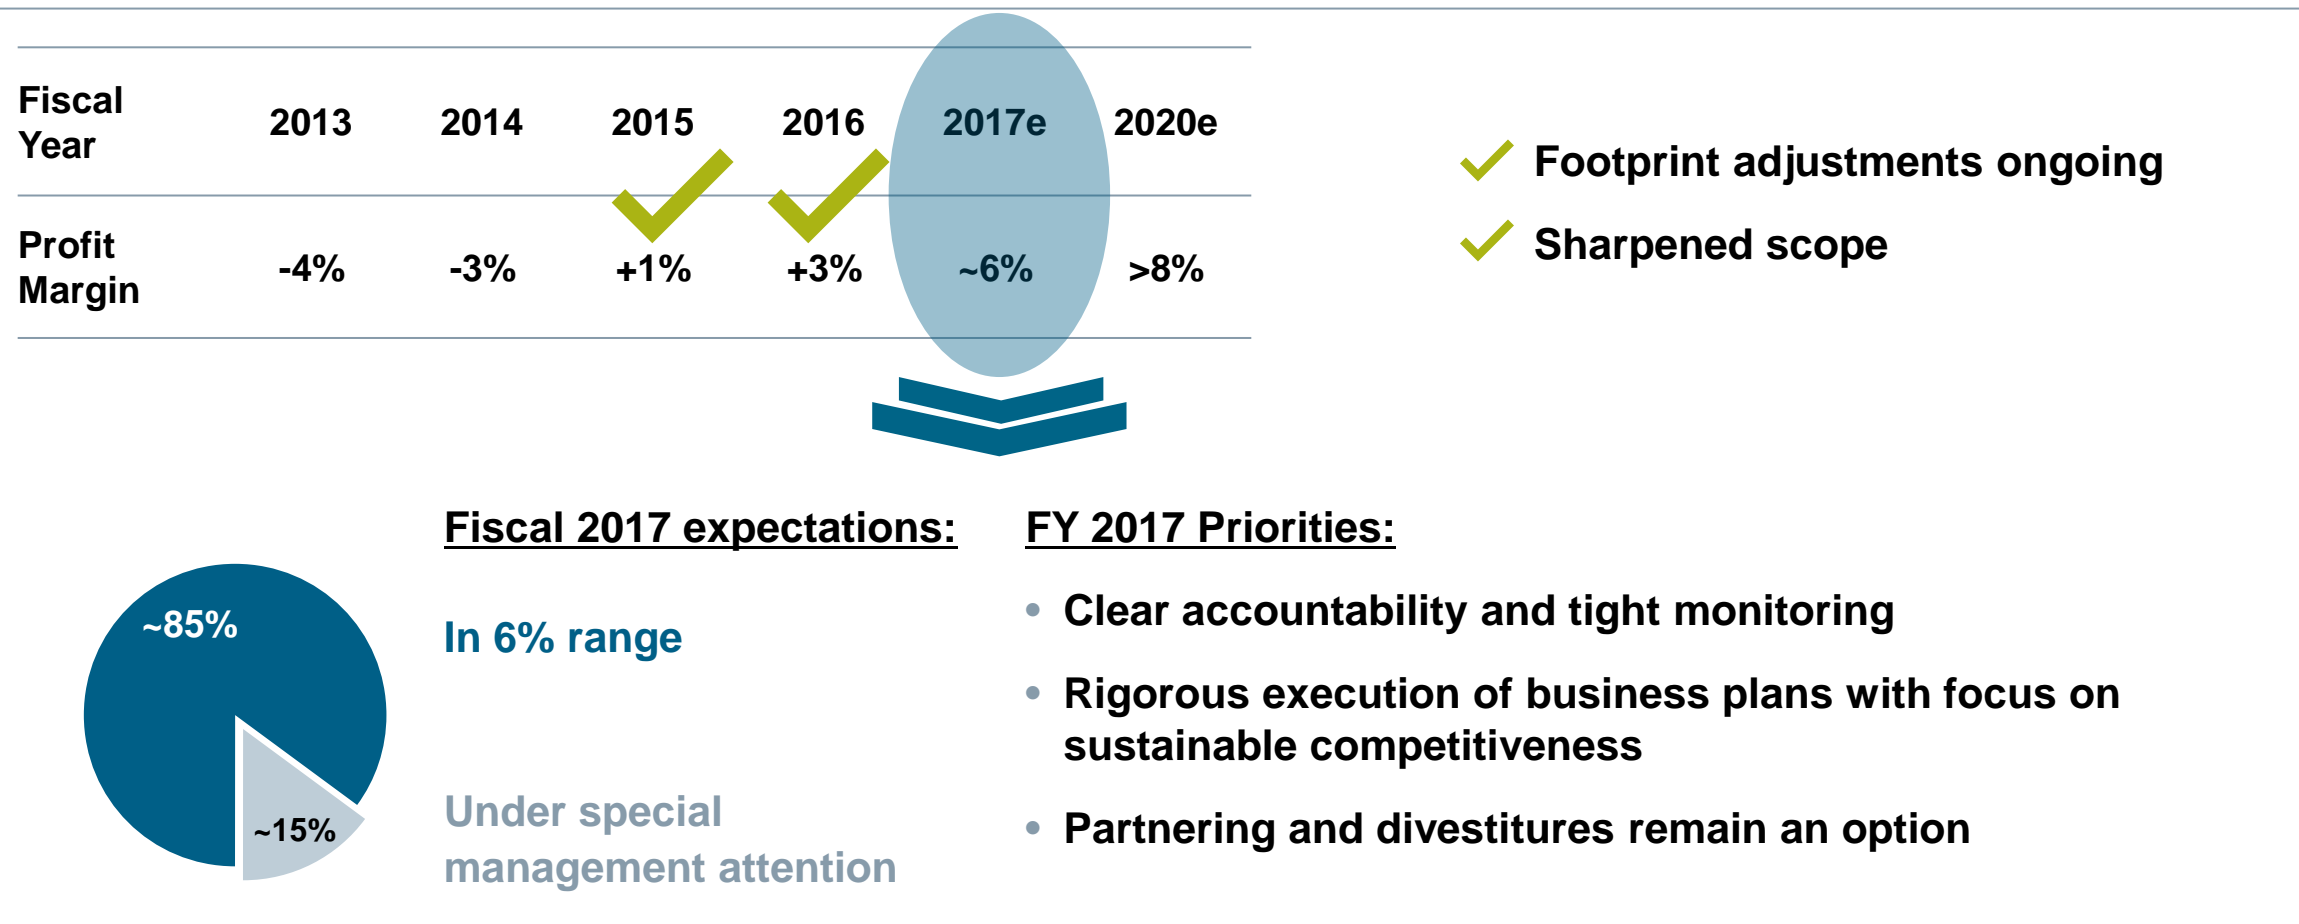 Fiscal
Year
2013 2014 2015 2016 2017e 2020e
Profit
Margin
-4% -3% +1% +3% ~6% >8%
Footprint adjustments ongoing
Sharpened scope
Fiscal 2017 expectations:
~85%
In 6% range
~15%
Under special
management attention
FY 2017 Priorities:
• Clear accountability and tight monitoring
• Rigorous execution of business plans with focus on
sustainable competitiveness
• Partnering and divestitures remain an option